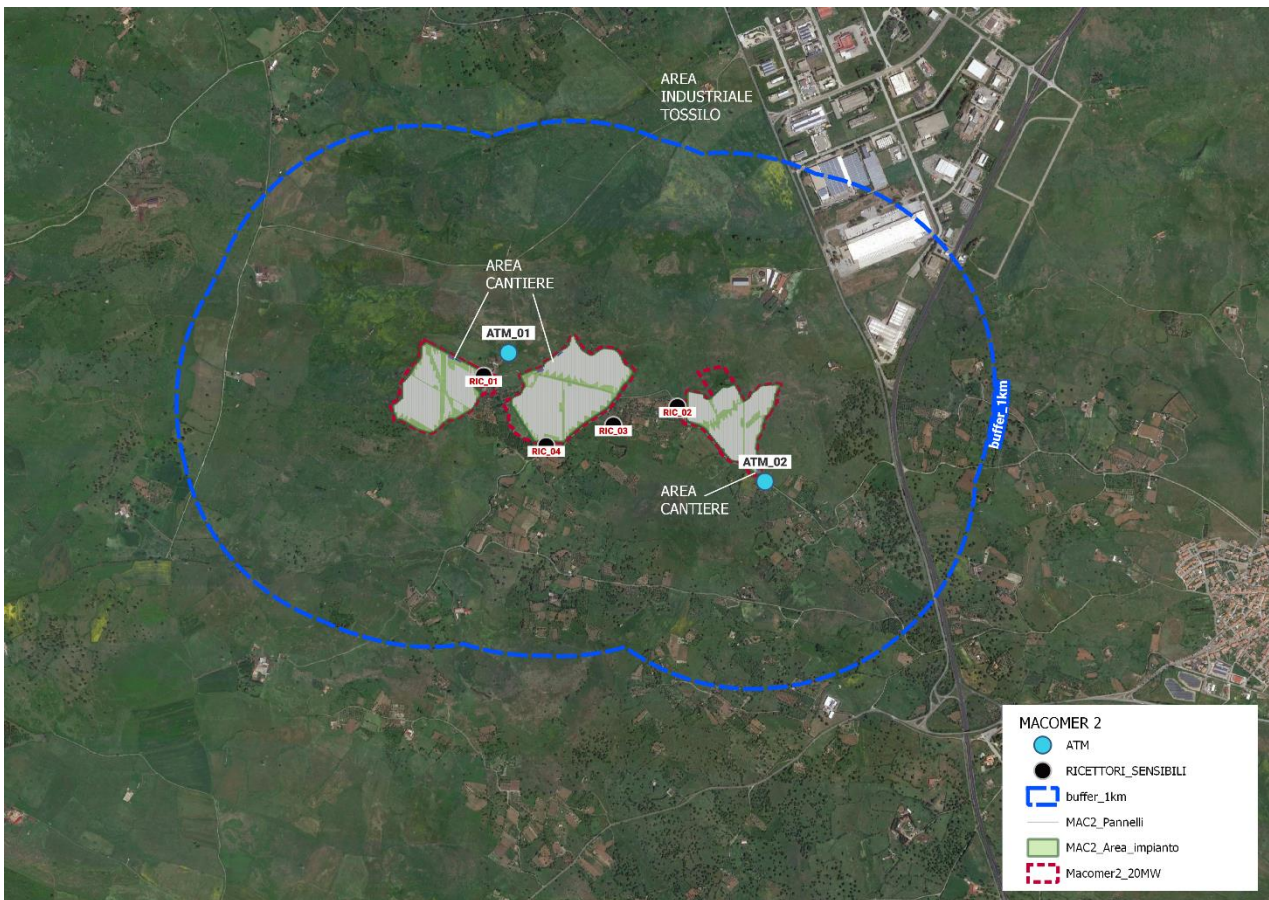 AREA
INDUSTRIALE
TOSSILO
AREA
CANTIERE
ATM_01
RIC_01
RIC_02
RIC_03
RIC_04
buffer_1km
ATM_02
AREA
CANTIERE
MACOMER 2
ATM
RICETTORI_SENSIBILI
buffer_1km
MAC2_Pannelli
MAC2_Area_impianto
Macomer2_20MW